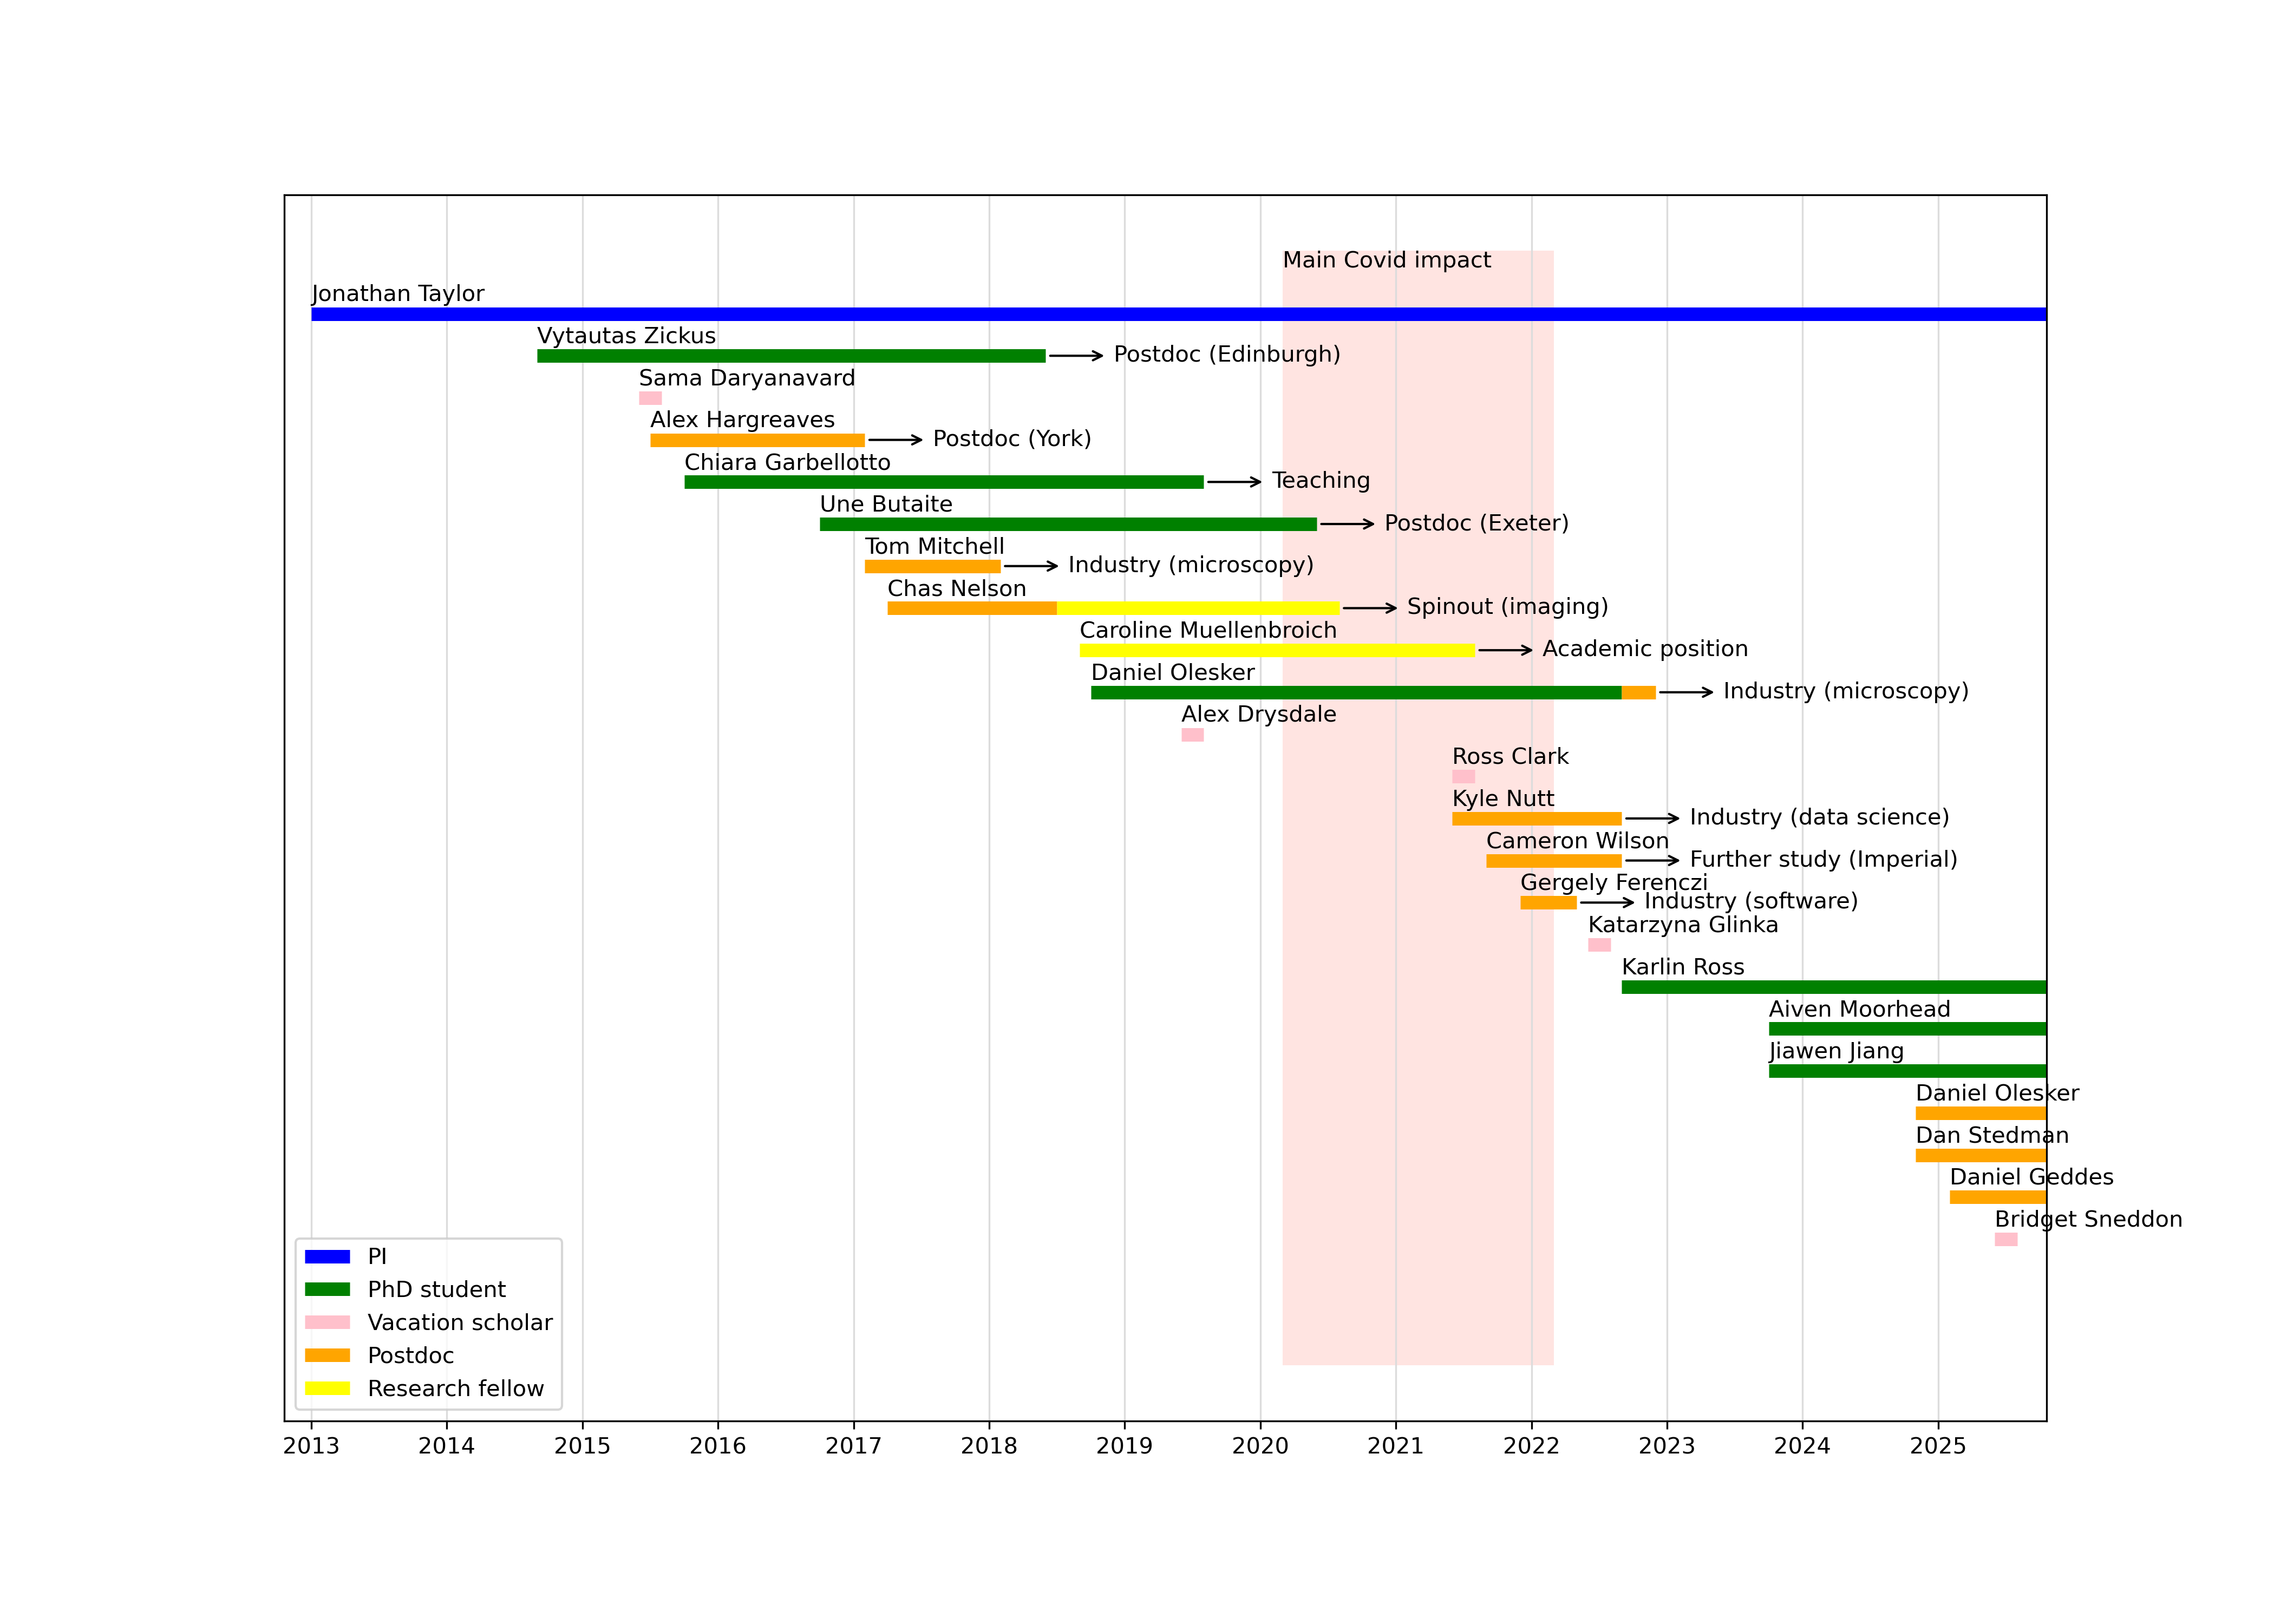 Main Covid impact
Jonathan Taylor
Vytautas Zickus
Postdoc (Edinburgh)
Sama Daryanavard
Alex Hargreaves
Postdoc (York)
Chiara Garbellotto
Teaching
Une Butaite
Postdoc (Exeter)
Tom Mitchell
Industry (microscopy)
Chas Nelson
Spinout (imaging)
Caroline Muellenbroich
Academic position
Daniel Olesker
Industry (microscopy)
Alex Drysdale
Ross Clark
Kyle Nutt
Industry (data science)
Cameron Wilson
Further study (Imperial)
Gergely Ferenczi
Industry (software)
Katarzyna Glinka
Karlin Ross
Aiven Moorhead
Jiawen Jiang
Daniel Olesker
Dan Stedman
Daniel Geddes
Bridget Sneddon
PI
PhD student
Vacation scholar
Postdoc
Research fellow
2013 2014 2015 2016 2017 2018 2019 2020 2021 2022 2023 2024 2025